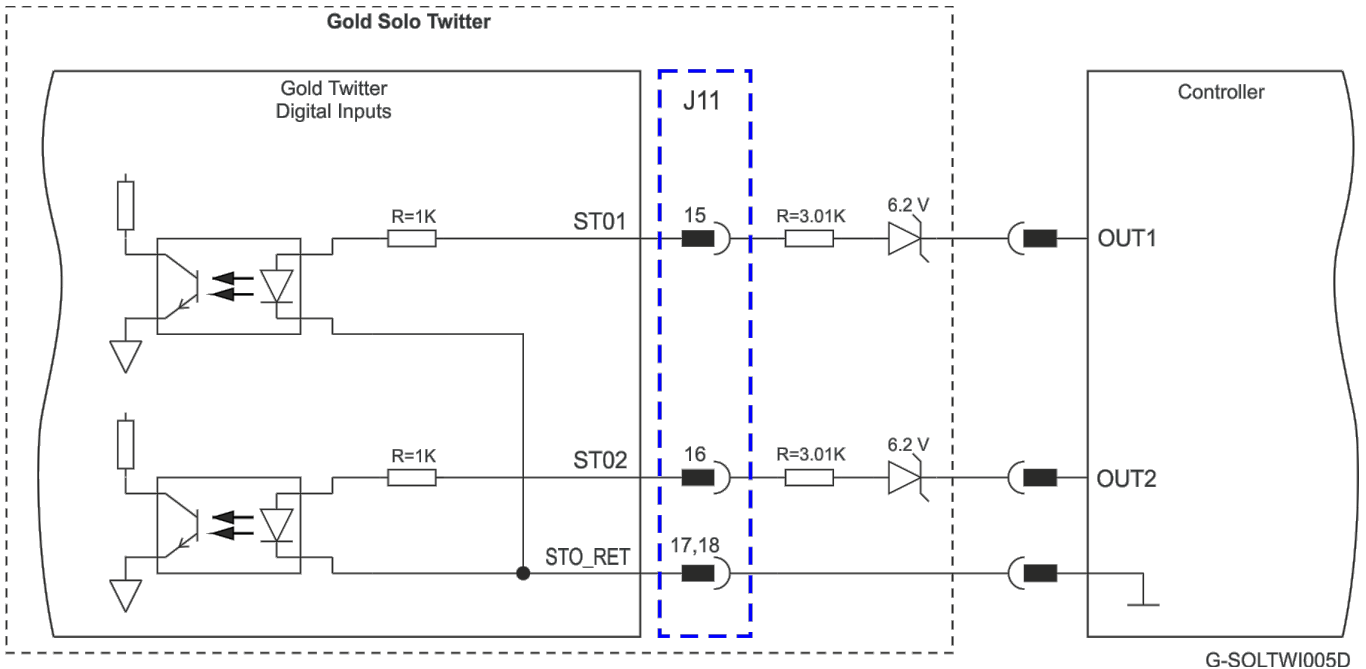 Gold Solo Twitter
Gold Twitter
Digital Inputs
J11
Controller
R=1K
ST01
15
R=3.01K
6.2 V
OUT1
R=1K
ST02
16
R=3.01K
6.2 V
OUT2
STO_RET
17,18
G-SOLTWI005D